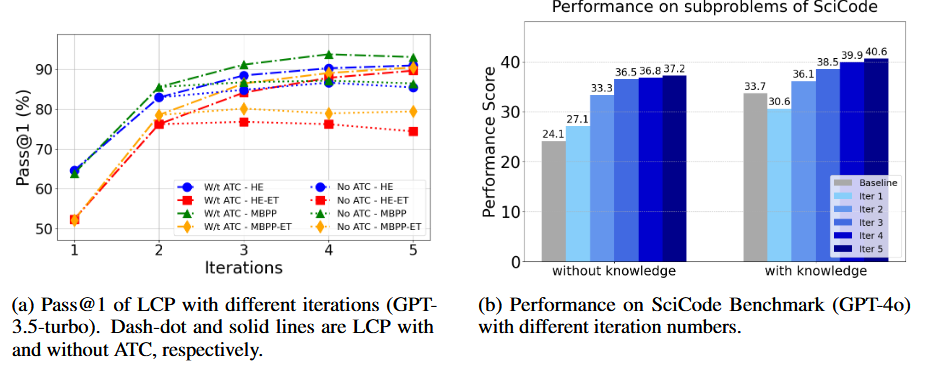 Pass@1 (%)
90
80
70
60
50
1 2 3 4 5
Iterations
W/t ATC - HE
W/t ATC - HE-ET
W/t ATC - MBPP
W/t ATC - MBPP-ET
No ATC - HE
No ATC - HE-ET
No ATC - MBPP
No ATC - MBPP-ET
(a) Pass@1 of LCP with different iterations (GPT-
3.5-turbo). Dash-dot and solid lines are LCP with
and without ATC, respectively.
Performance on subproblems of SciCode
Performance Score
40
30
20
10
0
24.1 27.1 33.3 36.5 36.8 37.2
33.7 30.6 36.1 38.5 39.9 40.6
without knowledge
with knowledge
Baseline
Iter 1
Iter 2
Iter 3
Iter 4
Iter 5
(b) Performance on SciCode Benchmark (GPT-4o)
with different iteration numbers.